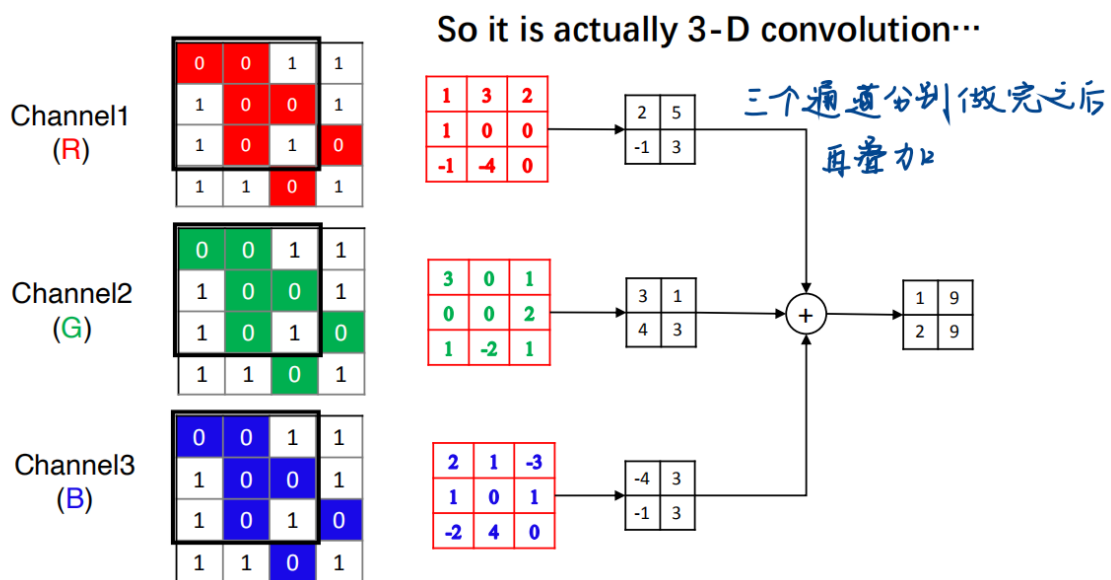 So it is actually 3-D convolution…
三个通道分别做完之后
再叠加
Channel1
(R)
0 0 1 1
1 0 0 1
1 0 1 0
1 1 0 1
1 3 2
1 0 0
-1 -4 0
2 5
-1 3
Channel2
(G)
0 0 1 1
1 0 0 1
1 0 1 0
1 1 0 1
3 0 1
0 0 2
1 -2 1
3 1
4 3
+
1 9
2 9
Channel3
(B)
0 0 1 1
1 0 0 1
1 0 1 0
1 1 0 1
2 1 -3
1 0 1
-2 4 0
-4 3
-1 3